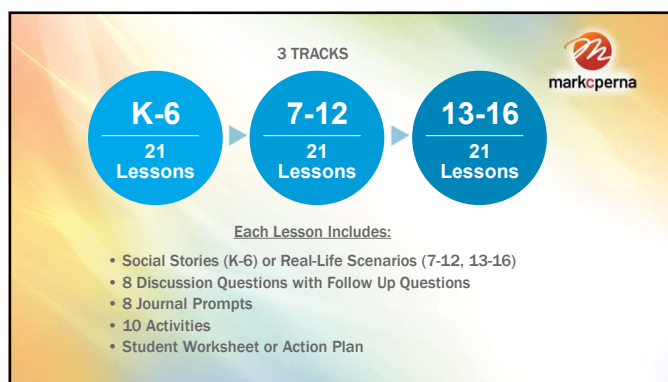 3 TRACKS
markcperna
K-6
21
Lessons
7-12
21
Lessons
13-16
21
Lessons
Each Lesson Includes:
• Social Stories (K-6) or Real-Life Scenarios (7-12, 13-16)
• 8 Discussion Questions with Follow Up Questions
• 8 Journal Prompts
• 10 Activities
• Student Worksheet or Action Plan